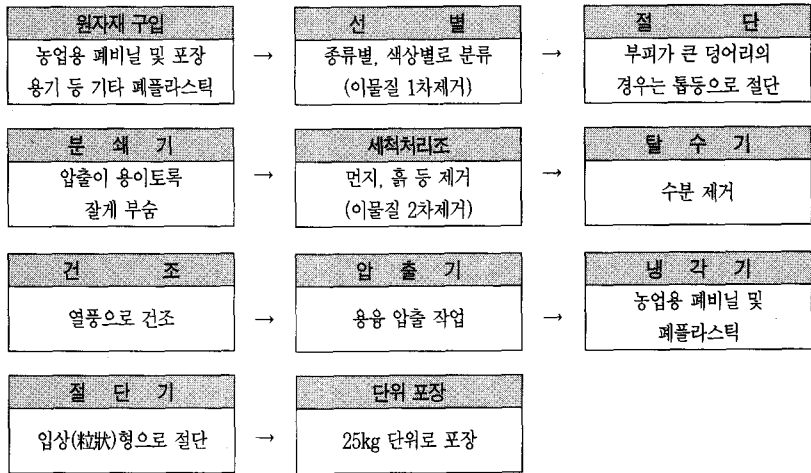 원자재 구입
농업용 폐비닐 및 포장
용기 등 기타 폐플라스틱
→
선 별
종류별, 색상별로 분류
(이물질 1차제거)
→
절 단
부피가 큰 덩어리의
경우는 톱등으로 절단
분 쇄 기
압출이 용이토록
잘게 부숨
→
세척처리조
먼지, 흙 등 제거
(이물질 2차제거)
→
탈 수 기
수분 제거
건 조
열풍으로 건조
→
압 출 기
용융 압출 작업
→
냉 각 기
농업용 폐비닐 및
폐플라스틱
절 단 기
입상(粒狀)형으로 절단
→
단위 포장
25kg 단위로 포장